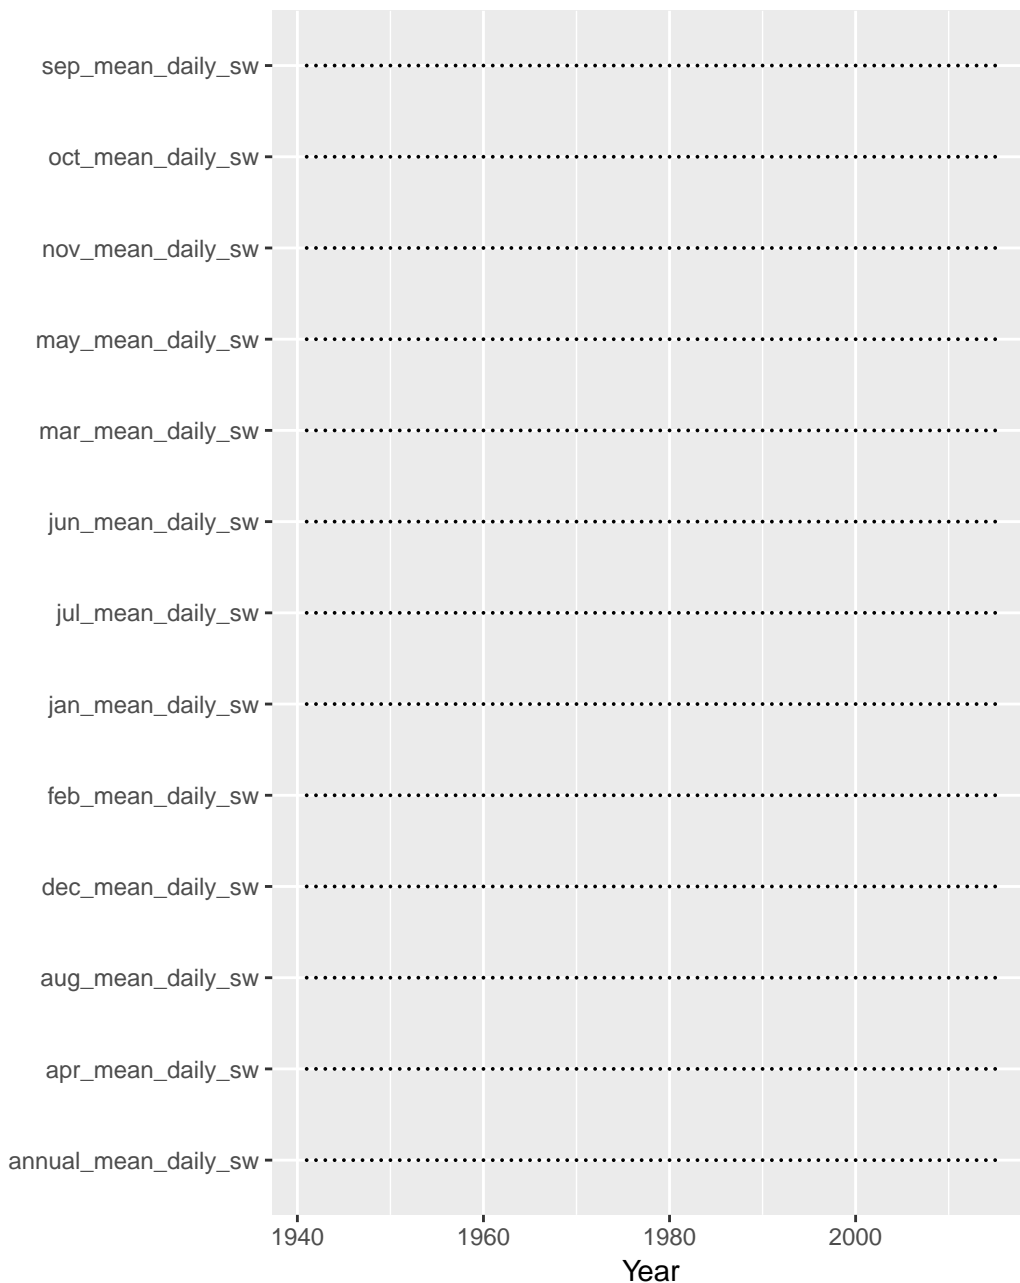 sep_mean_daily_sw
oct_mean_daily_sw
nov_mean_daily_sw
may_mean_daily_sw
mar_mean_daily_sw
jun_mean_daily_sw
jul_mean_daily_sw
jan_mean_daily_sw
feb_mean_daily_sw
dec_mean_daily_sw
aug_mean_daily_sw
apr_mean_daily_sw
annual_mean_daily_sw
1940 1960 1980 2000
Year